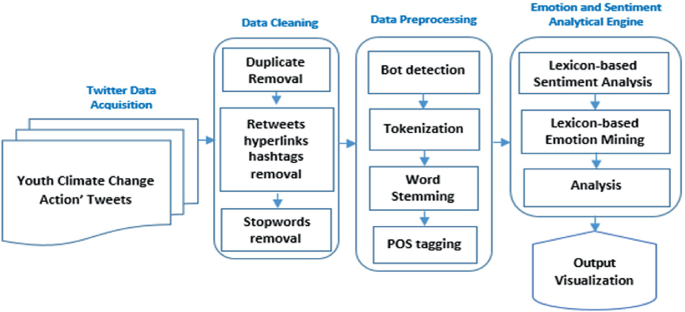 Twitter Data
Acquisition
Youth Climate Change
Action’ Tweets
Data Cleaning
Duplicate
Removal
Retweets
hyperlinks
hashtags
removal
Stopwords
removal
Data Preprocessing
Bot detection
Tokenization
Word
Stemming
POS tagging
Emotion and Sentiment
Analytical Engine
Lexicon-based
Sentiment Analysis
Lexicon-based
Emotion Mining
Analysis
Output
Visualization